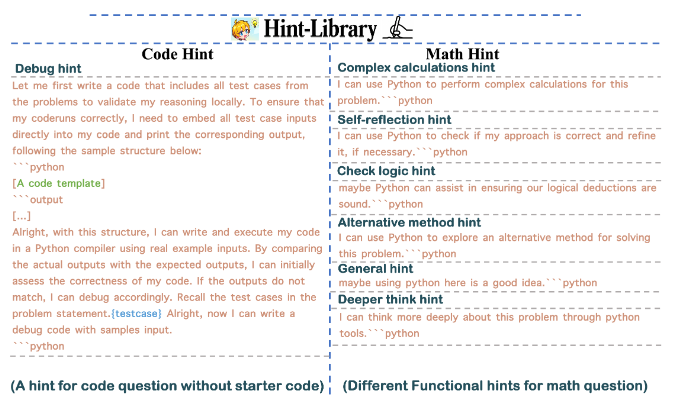 Hint-Library
Code Hint
Debug hint
Let me first write a code that includes all test cases from
the problems to validate my reasoning locally. To ensure that
my coderuns correctly, I need to embed all test case inputs
directly into my code and print the corresponding output,
following the sample structure below:
```python
[A code template]
```output
[...]
Alright, with this structure, I can write and execute my code
in a Python compiler using real example inputs. By comparing
the actual outputs with the expected outputs, I can initially
assess the correctness of my code. If the outputs do not
match, I can debug accordingly. Recall the test cases in the
problem statement.{testcase} Alright, now I can write a
debug code with samples input.
```python
(A hint for code question without starter code)
Math Hint
Complex calculations hint
I can use Python to perform complex calculations for this
problem.```python
Self-reflection hint
I can use Python to check if my approach is correct and refine
it, if necessary.```python
Check logic hint
maybe Python can assist in ensuring our logical deductions are
sound.```python
Alternative method hint
I can use Python to explore an alternative method for solving
this problem.```python
General hint
maybe using python here is a good idea.```python
Deeper think hint
I can think more deeply about this problem through python
tools.```python
(Different Functional hints for math question)